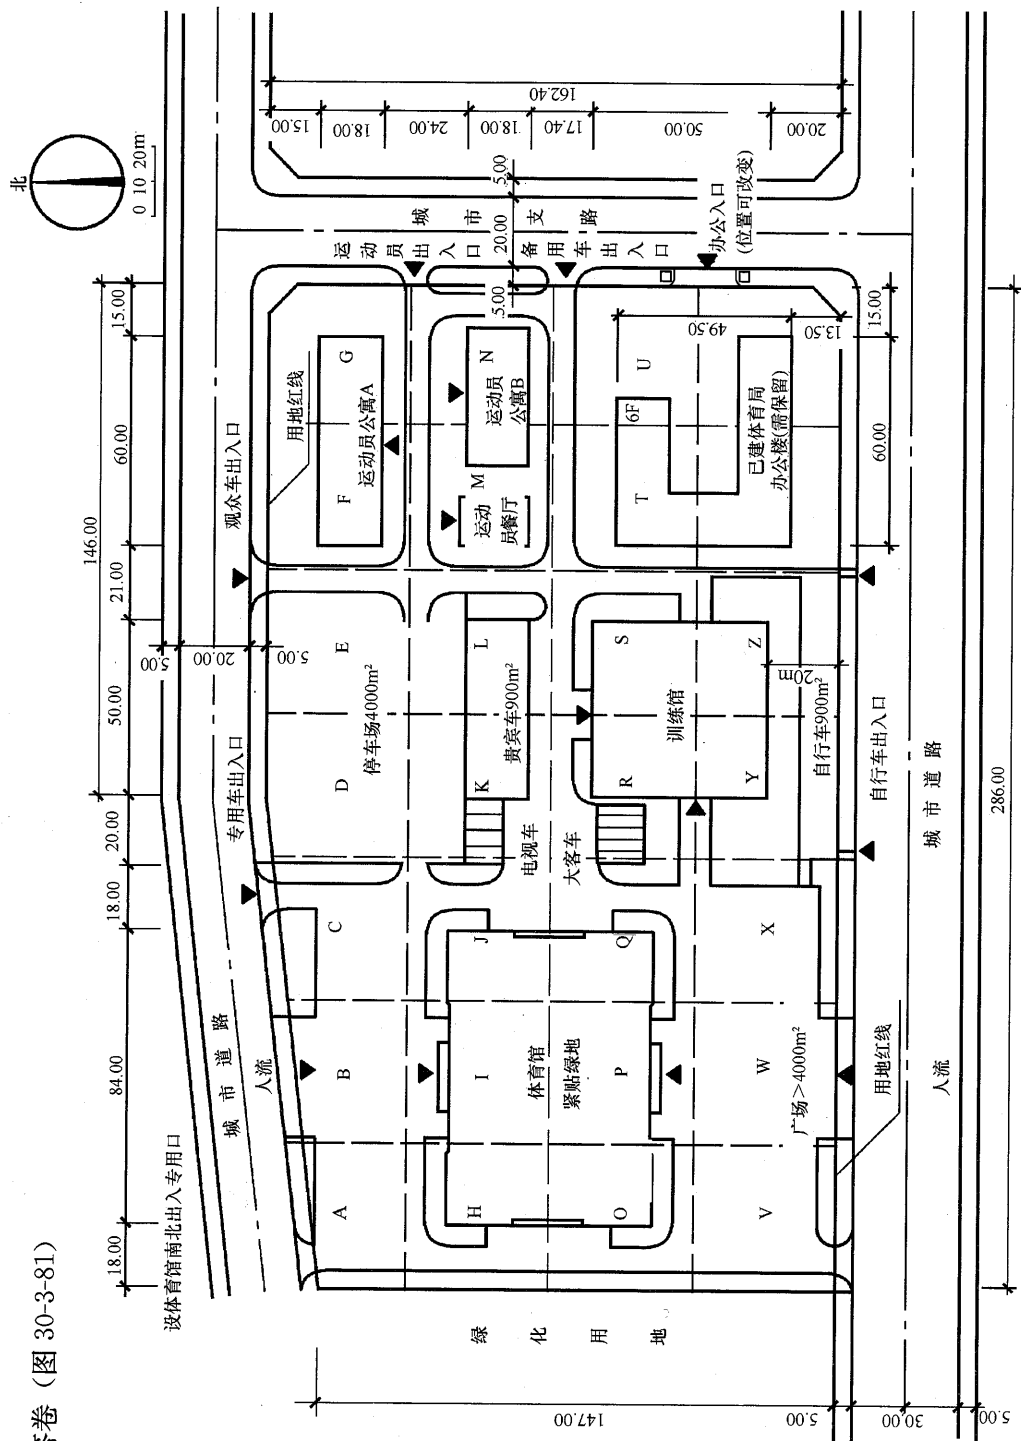 答卷（图 30-3-81）
北
0 10 20m
146.00
18.00
84.00
18.00
20.00
50.00
21.00
60.00
15.00
设体育馆南北出入专用口
城市道路
人流
专用车出入口
观众车出入口
5.00
20.00
5.00
用地红线
A
B
C
D
E
F
G
停车场4000m²
运动员公寓A
运动员出入口
城市支路
20.00
5.00
5.00
H
I
J
K
L
M
N
贵宾车900m²
运动
员餐厅
运动员
公寓B
体育馆
紧贴绿地
电视车
大客车
备用车出入口
O
P
Q
R
S
T
U
6F
训练馆
49.50
13.50
已建体育局
办公楼(需保留)
办公入口
(位置可改变)
V
W
X
Y
Z
20m
广场>4000m²
自行车900m²
60.00
15.00
自行车出入口
用地红线
人流
城市道路
286.00
绿化用地
147.00
5.00
30.00
5.00
162.40
15.00
18.00
24.00
18.00
17.40
50.00
20.00